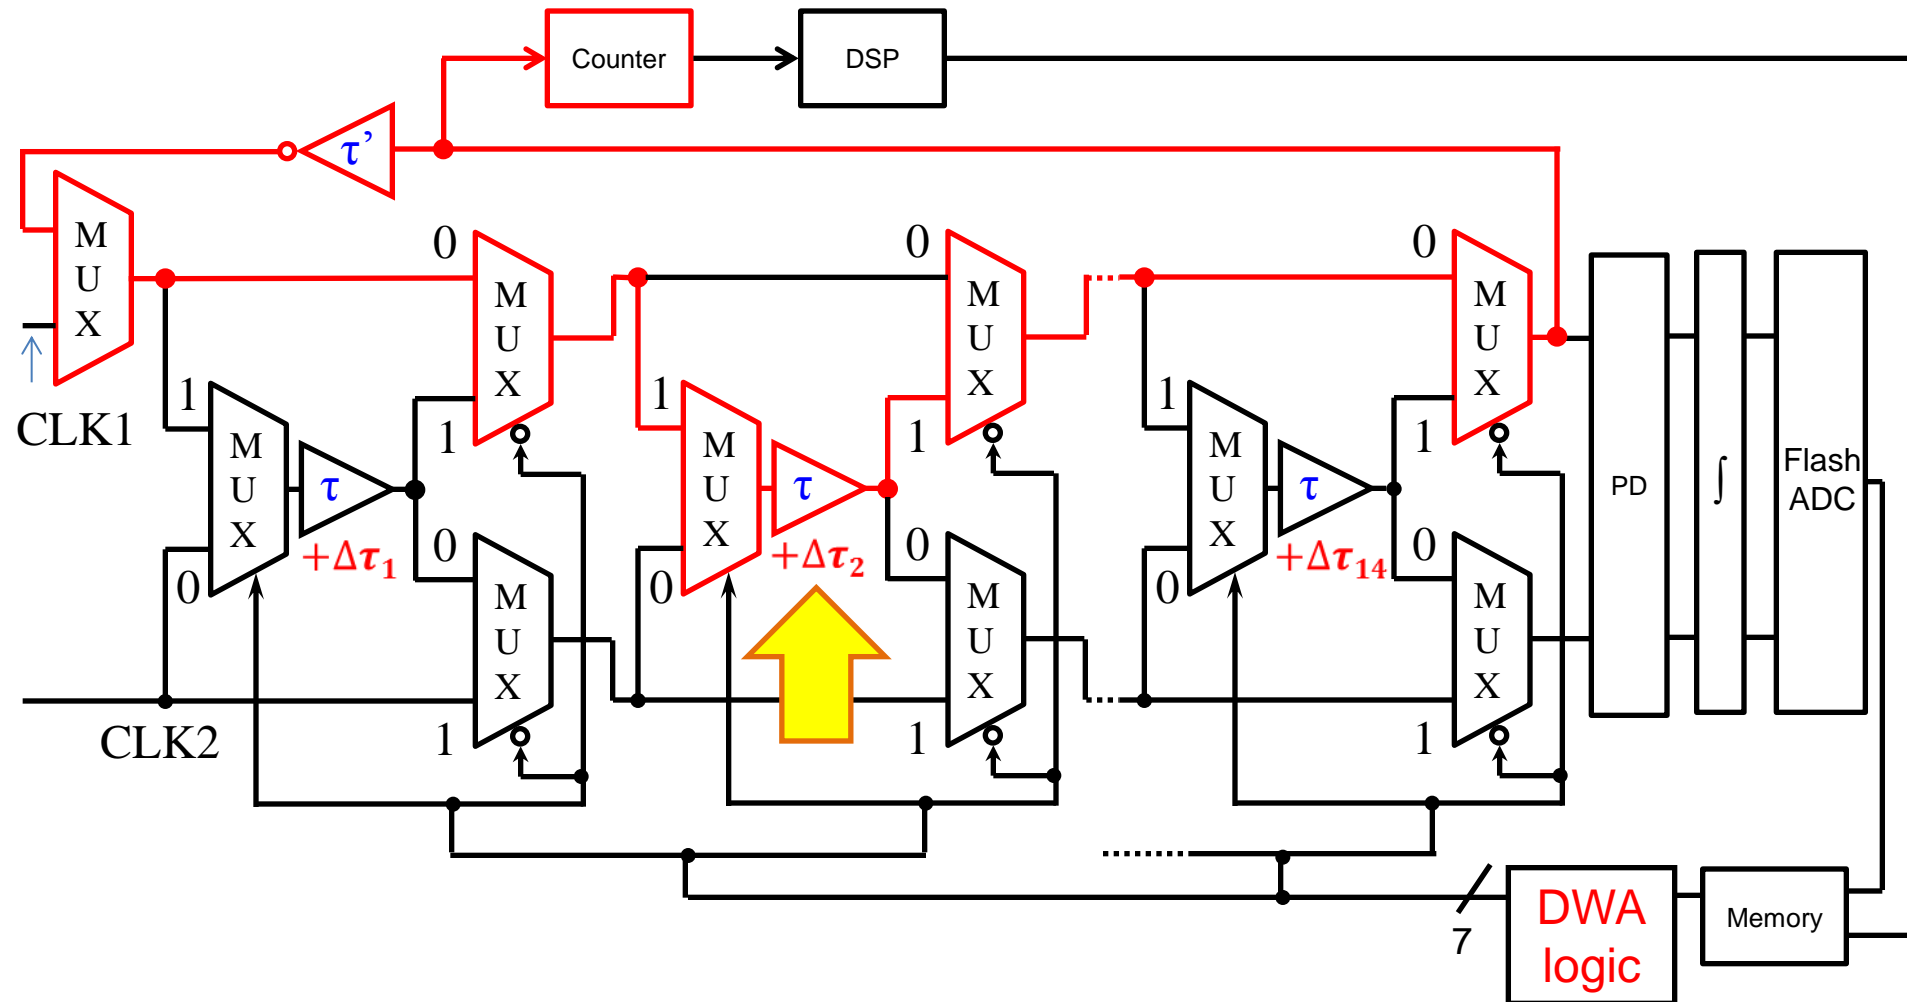 Counter
DSP
τ'
M
U
X
0
M
U
X
0
M
U
X
0
M
U
X
CLK1
1
M
U
X
τ
+Δτ₁
0
1
1
M
U
X
τ
+Δτ₂
0
1
1
M
U
X
τ
+Δτ₁₄
0
1
PD
∫
Flash
ADC
0
M
U
X
1
0
M
U
X
1
0
M
U
X
1
CLK2
7
DWA
logic
Memory